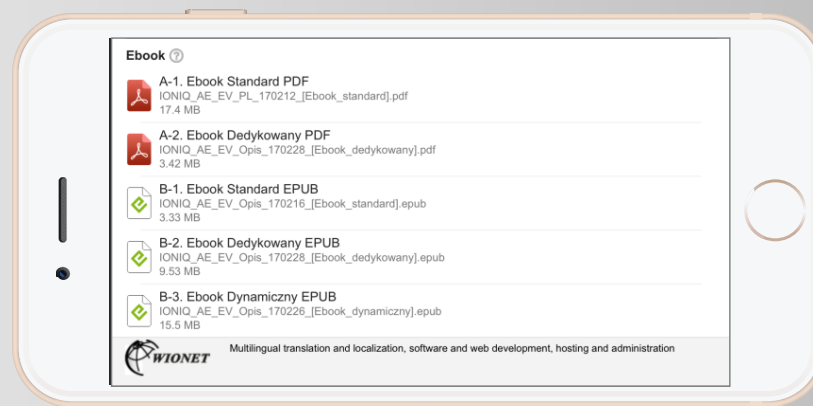 Ebook ?
A-1. Ebook Standard PDF
IONIQ_AE_EV_PL_170212_[Ebook_standard].pdf
17.4 MB
A-2. Ebook Dedykowany PDF
IONIQ_AE_EV_Opis_170228_[Ebook_dedykowany].pdf
3.42 MB
B-1. Ebook Standard EPUB
IONIQ_AE_EV_Opis_170216_[Ebook_standard].epub
3.33 MB
B-2. Ebook Dedykowany EPUB
IONIQ_AE_EV_Opis_170228_[Ebook_dedykowany].epub
9.53 MB
B-3. Ebook Dynamiczny EPUB
IONIQ_AE_EV_Opis_170226_[Ebook_dynamiczny].epub
15.5 MB
WIONET
Multilingual translation and localization, software and web development, hosting and administration